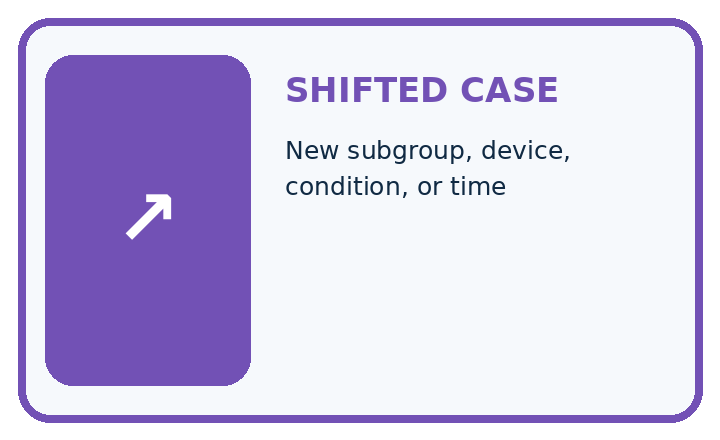 ↗
SHIFTED CASE
New subgroup, device,
condition, or time